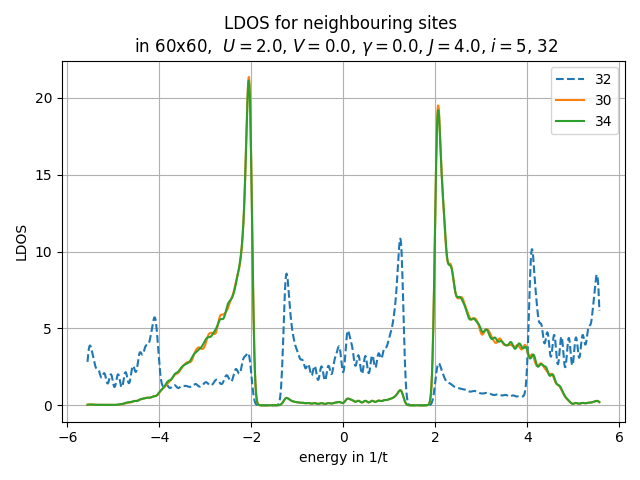 LDOS for neighbouring sites
in 60x60, U = 2.0, V = 0.0, γ = 0.0, J = 4.0, i = 5, 32
32
30
34
LDOS
20
15
10
5
0
−6 −4 −2 0 2 4 6
energy in 1/t